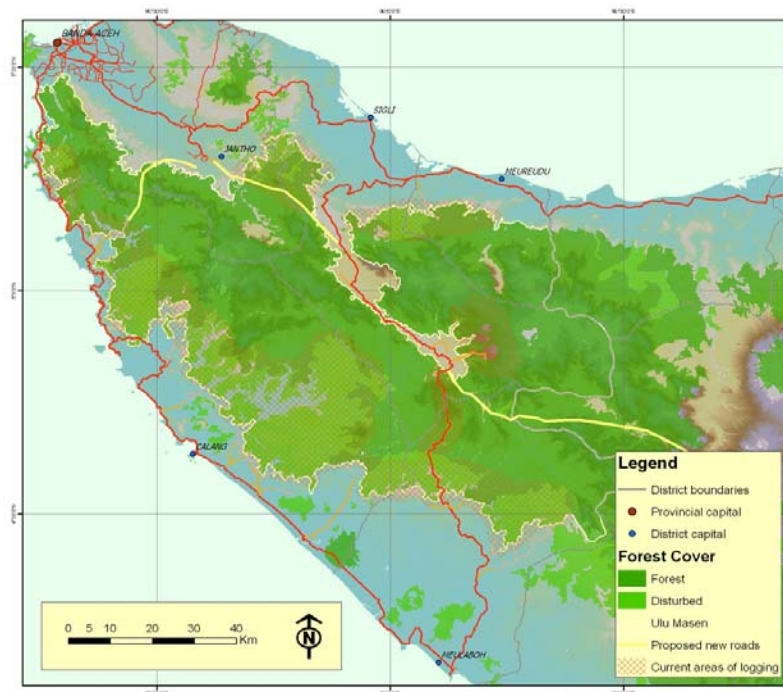 BANDA ACEH
SIGLI
JANTHO
MEUREUDU
CALANG
MEULABOH
Legend
District boundaries
Provincial capital
District capital
Forest Cover
Forest
Disturbed
Ulu Masen
Proposed new roads
Current areas of logging
0 5 10 20 30 40
Km
N